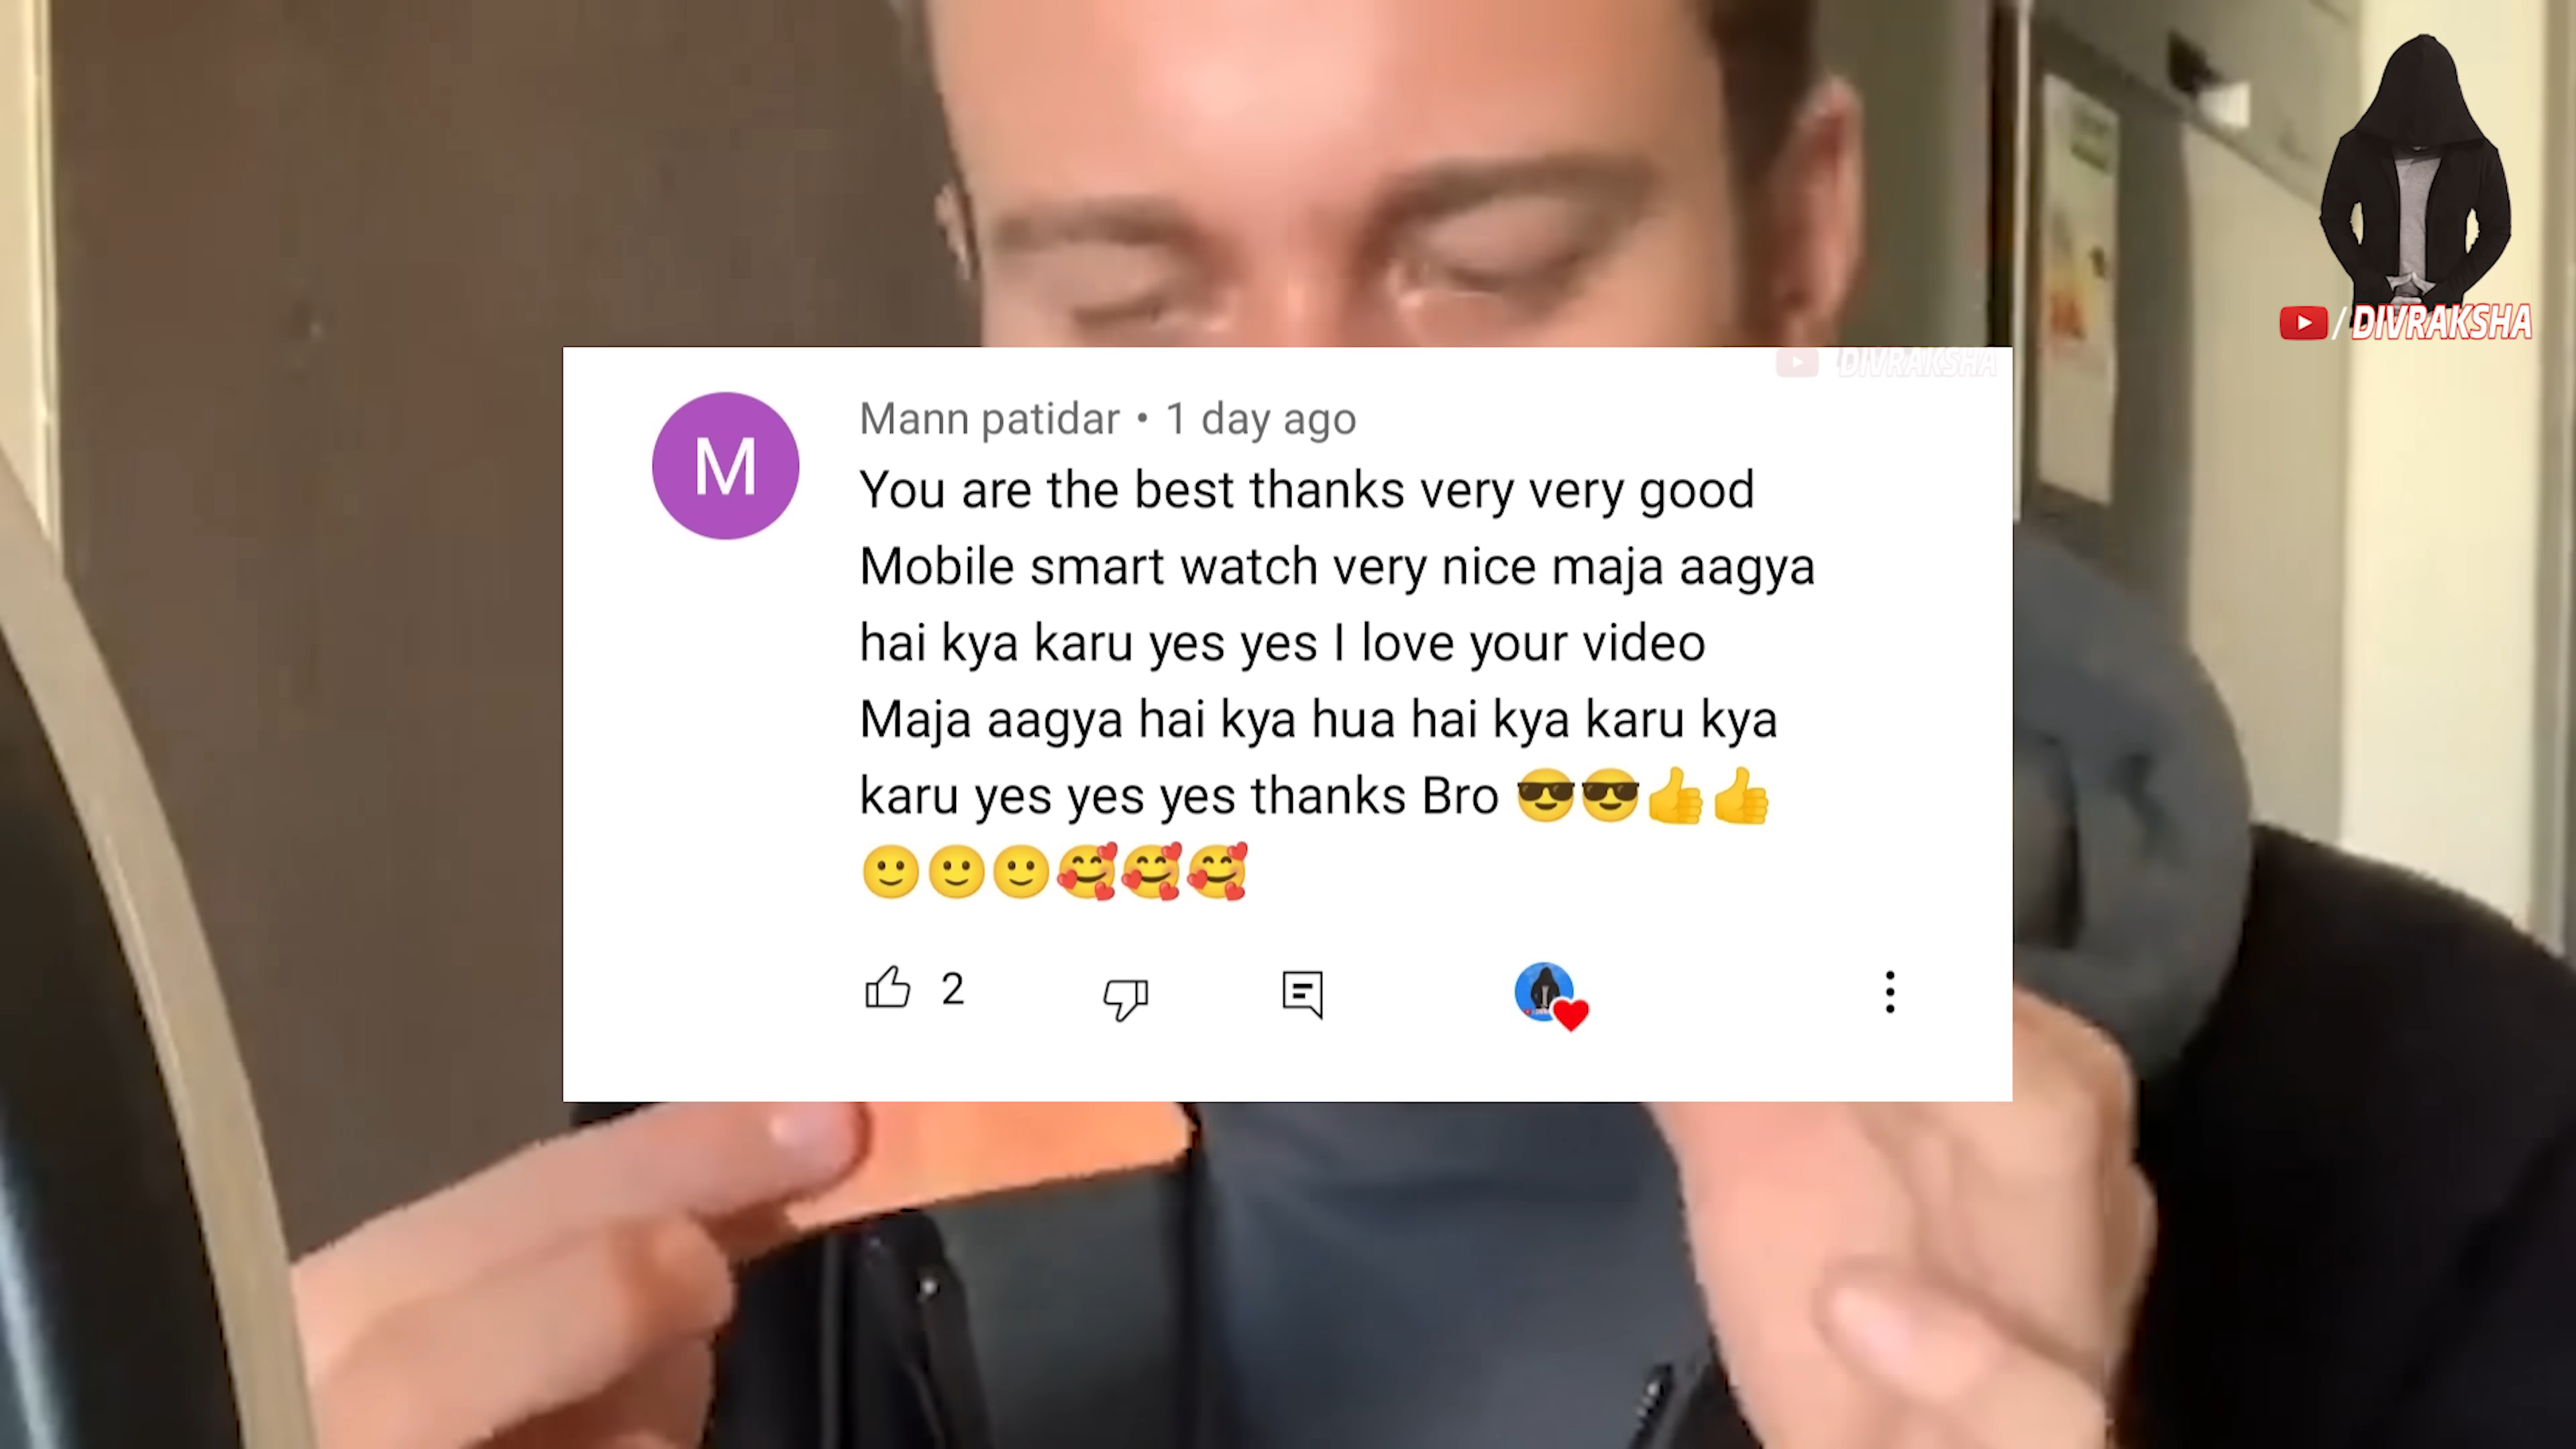 / DIVRAKSHA
DIVRAKSHA
M
Mann patidar • 1 day ago
You are the best thanks very very good
Mobile smart watch very nice maja aagya
hai kya karu yes yes I love your video
Maja aagya hai kya hua hai kya karu kya
karu yes yes yes thanks Bro 😎😎👍👍
🙂🙂🙂🥰🥰🥰
2